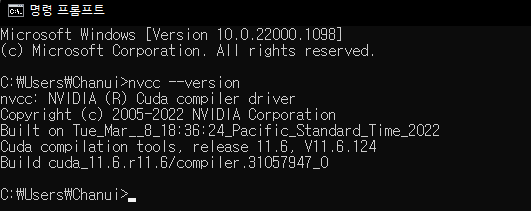 명령 프롬프트
Microsoft Windows [Version 10.0.22000.1098]
(c) Microsoft Corporation. All rights reserved.
C:₩Users₩Chanui>nvcc --version
nvcc: NVIDIA (R) Cuda compiler driver
Copyright (c) 2005-2022 NVIDIA Corporation
Built on Tue_Mar__8_18:36:24_Pacific_Standard_Time_2022
Cuda compilation tools, release 11.6, V11.6.124
Build cuda_11.6.r11.6/compiler.31057947_0
C:₩Users₩Chanui>